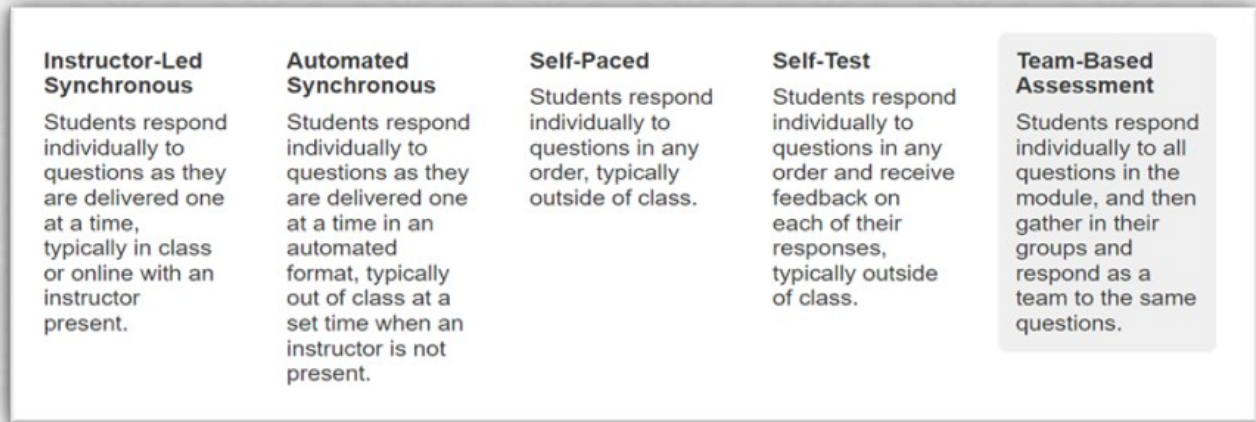 Instructor-Led
Synchronous
Students respond
individually to
questions as they
are delivered one
at a time,
typically in class
or online with an
instructor
present.
Automated
Synchronous
Students respond
individually to
questions as they
are delivered one
at a time in an
automated
format, typically
out of class at a
set time when an
instructor is not
present.
Self-Paced
Students respond
individually to
questions in any
order, typically
outside of class.
Self-Test
Students respond
individually to
questions in any
order and receive
feedback on
each of their
responses,
typically outside
of class.
Team-Based
Assessment
Students respond
individually to all
questions in the
module, and then
gather in their
groups and
respond as a
team to the same
questions.